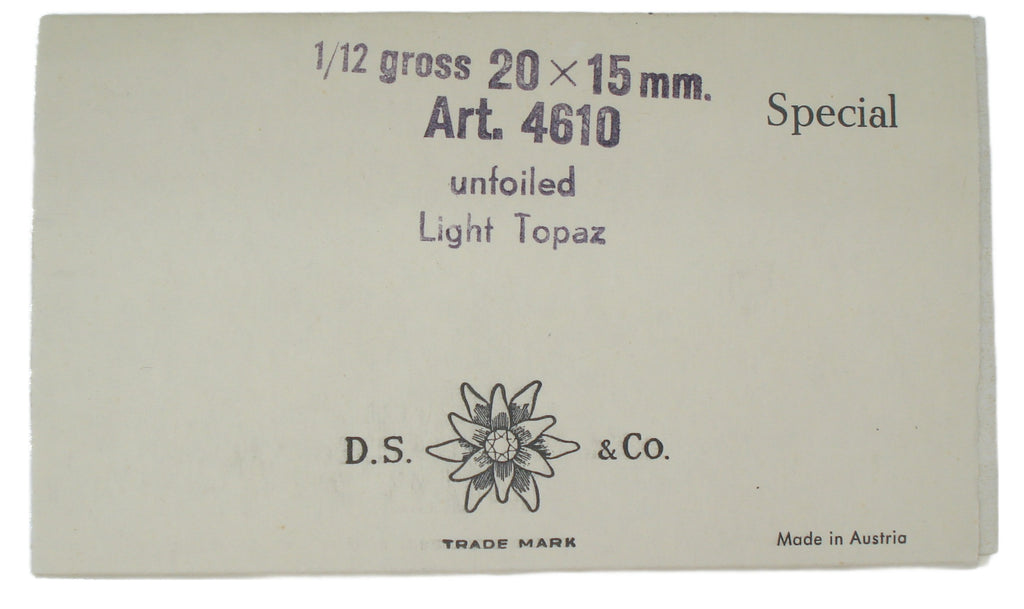 1/12 gross 20 × 15 mm.
Art. 4610
Special
unfoiled
Light Topaz
D.S. & Co.
TRADE MARK
Made in Austria